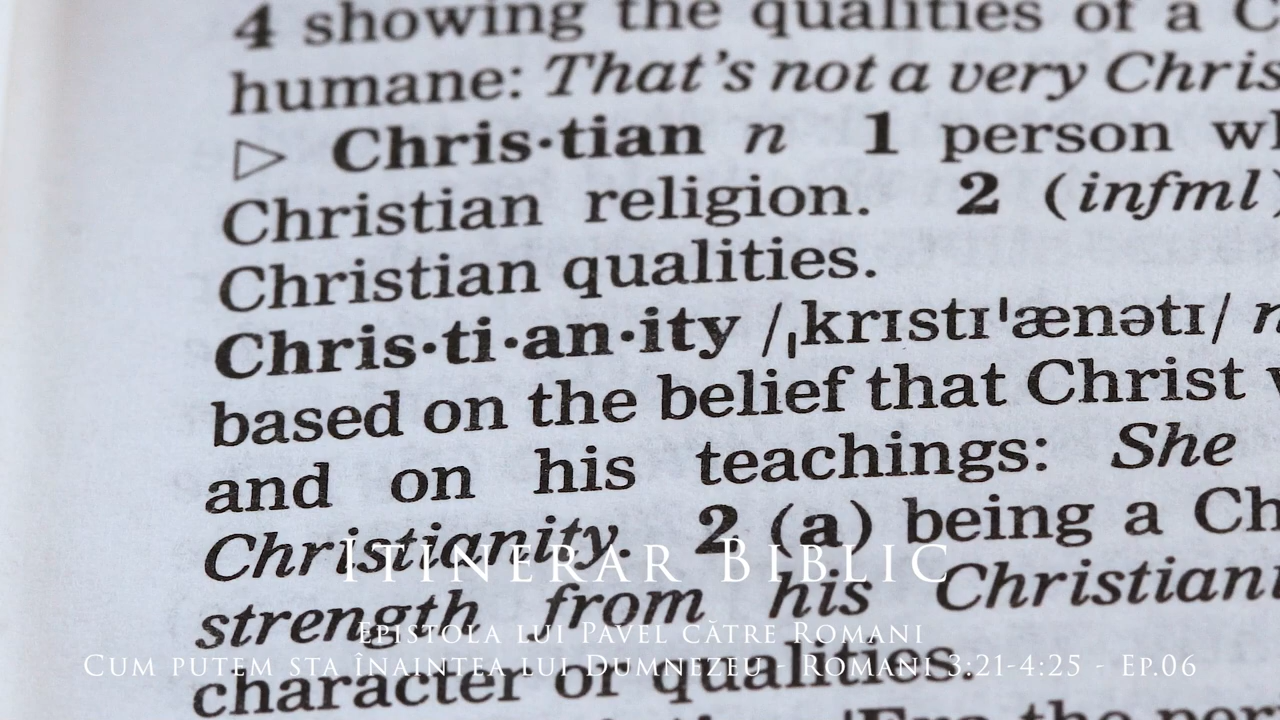 4 showing the qualities of a C
humane: That's not a very Chris
▷ Chris·tian n 1 person wh
Christian religion. 2 (infml)
Christian qualities.
Chris·ti·an·ity /ˌkrɪstɪˈænətɪ/ n
based on the belief that Christ w
and on his teachings: She
Christianity. 2 (a) being a Ch
strength from his Christiani
character or qualities.
Itinerar Biblic
Epistola lui Pavel către Romani
Cum putem sta înaintea lui Dumnezeu - Romani 3:21-4:25 - Ep.06